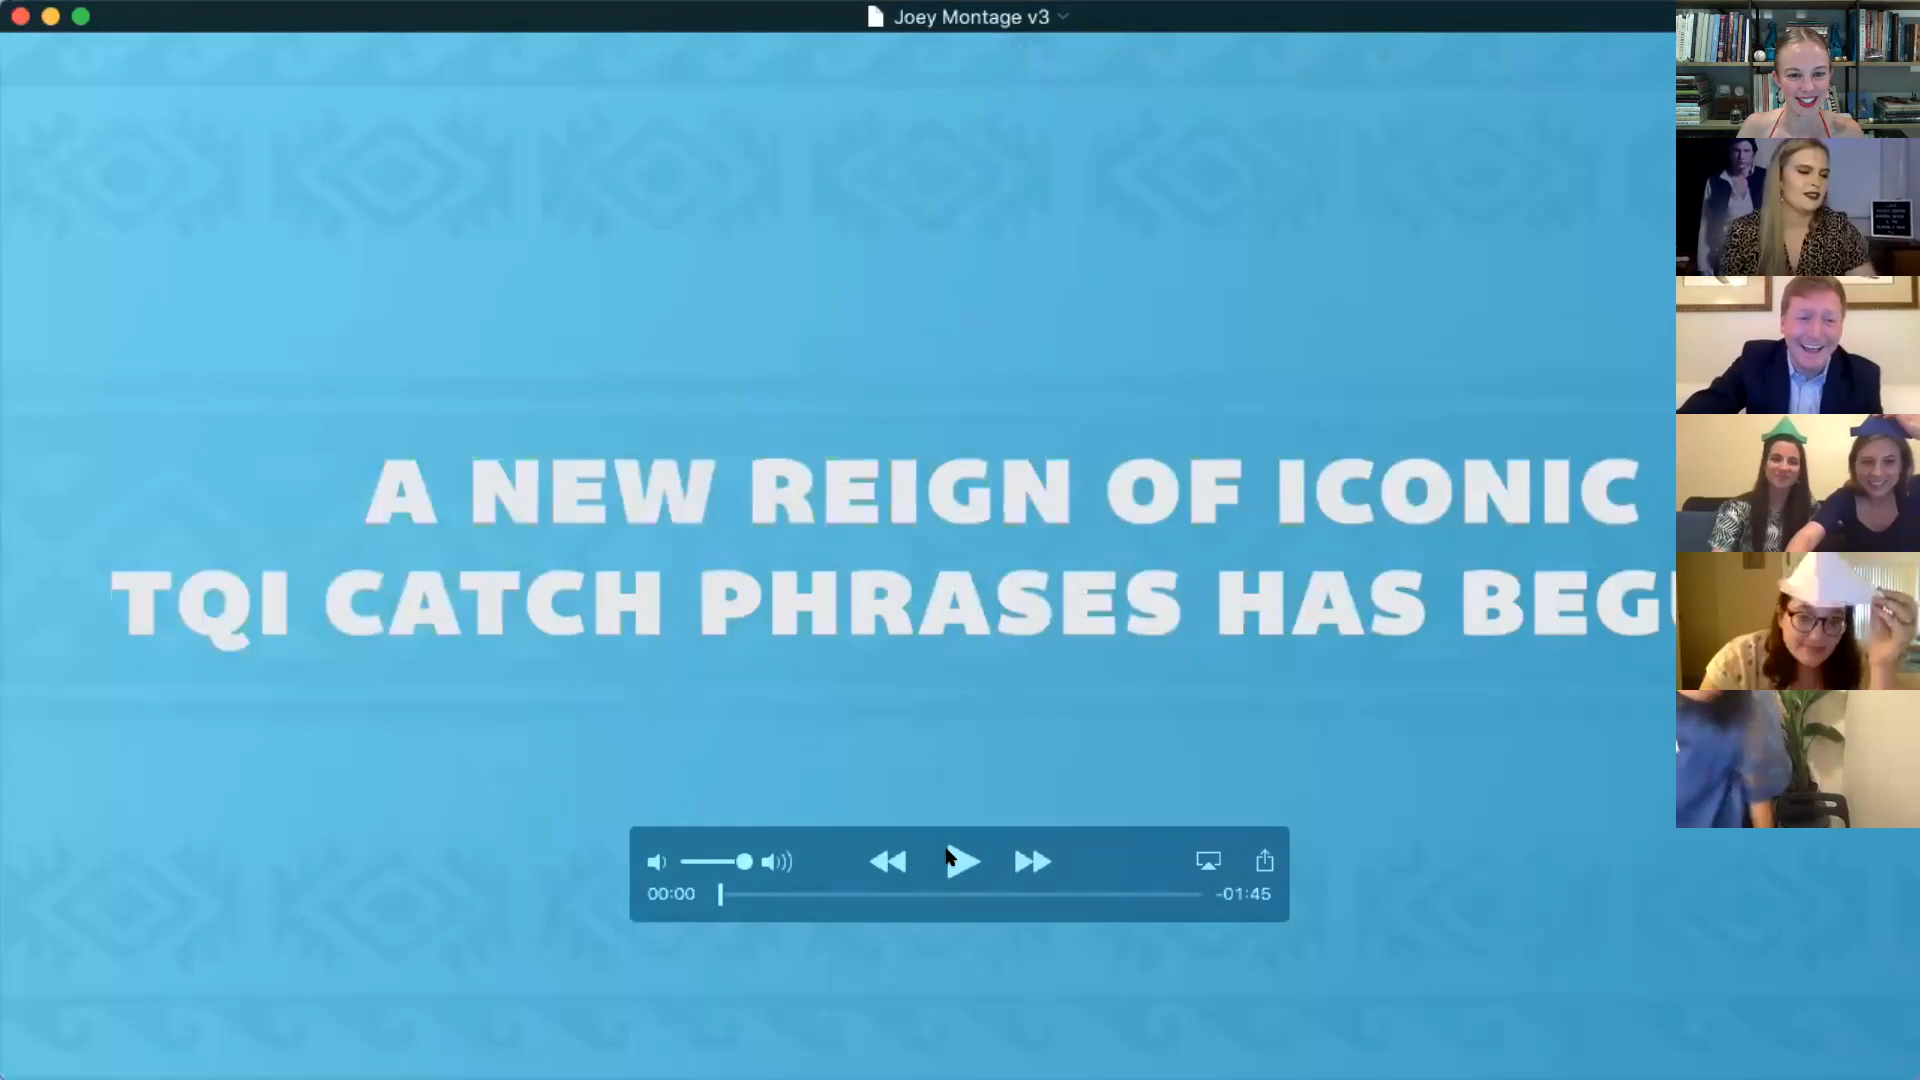 Joey Montage v3
A NEW REIGN OF ICONIC
TQI CATCH PHRASES HAS BEG
00:00
-01:45